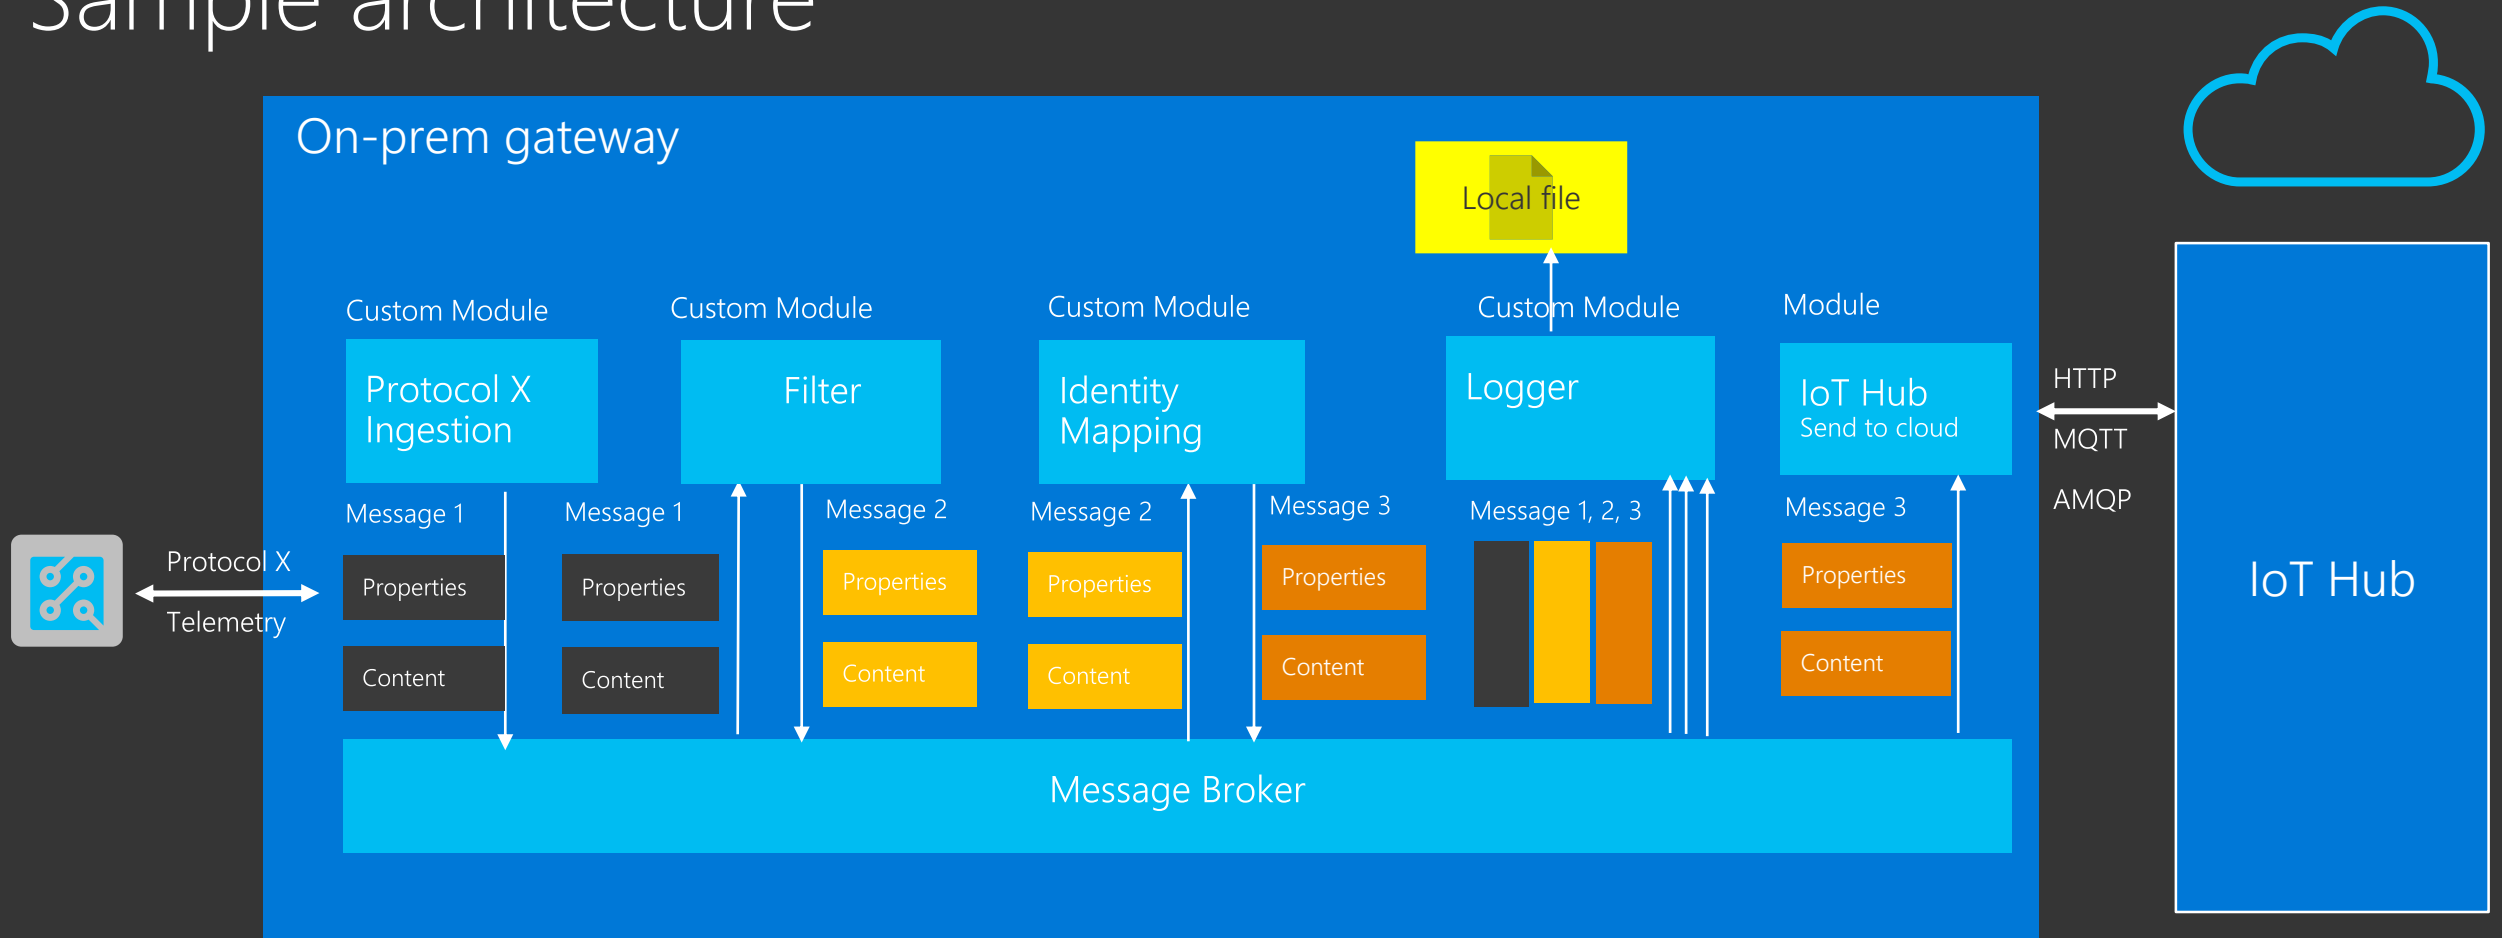 Sample architecture
On-prem gateway
Local file
Custom Module
Custom Module
Custom Module
Custom Module
Module
Protocol X
Ingestion
Filter
Identity
Mapping
Logger
IoT Hub
Send to cloud
HTTP
MQTT
AMQP
Message 1
Message 1
Message 2
Message 2
Message 3
Message 1, 2, 3
Message 3
Protocol X
Telemetry
Properties
Properties
Properties
Properties
Properties
Properties
Content
Content
Content
Content
Content
Content
IoT Hub
Message Broker